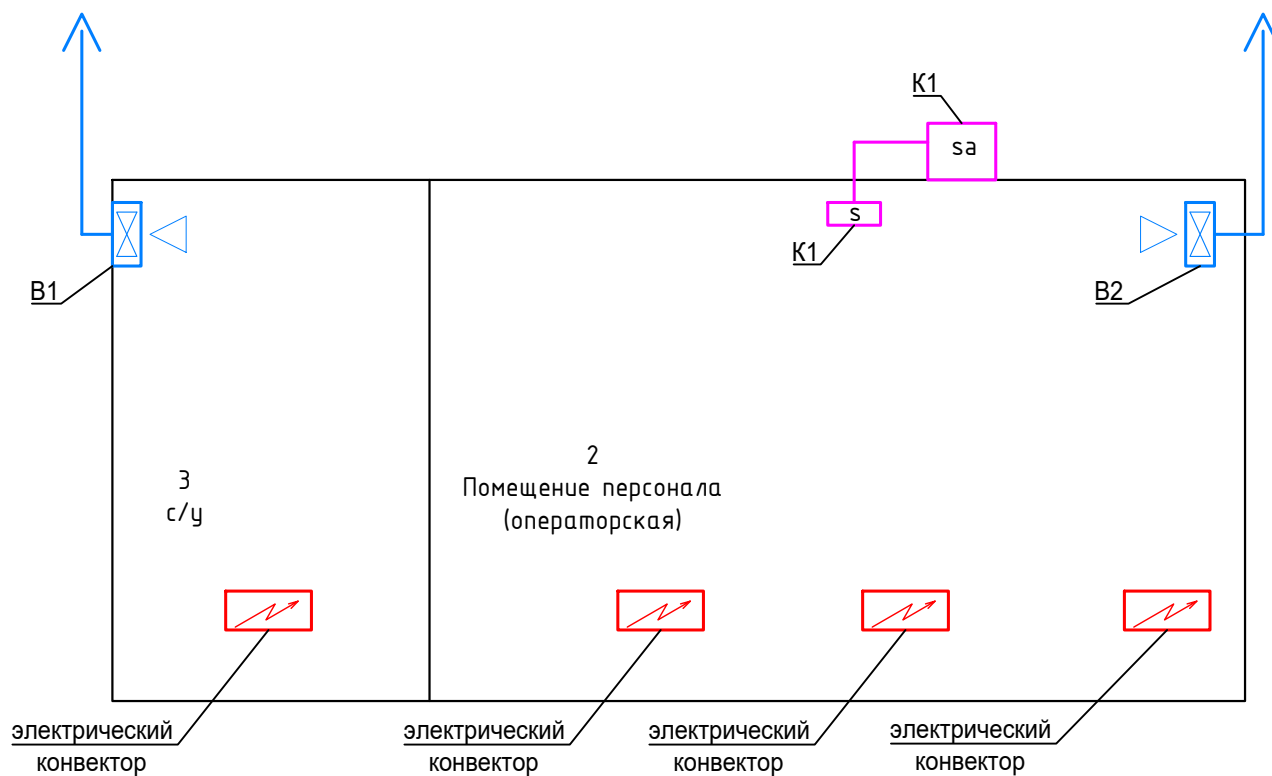 К1
sa
s
К1
В1
В2
3
с/у
2
Помещение персонала
(операторская)
электрический
конвектор
электрический
конвектор
электрический
конвектор
электрический
конвектор